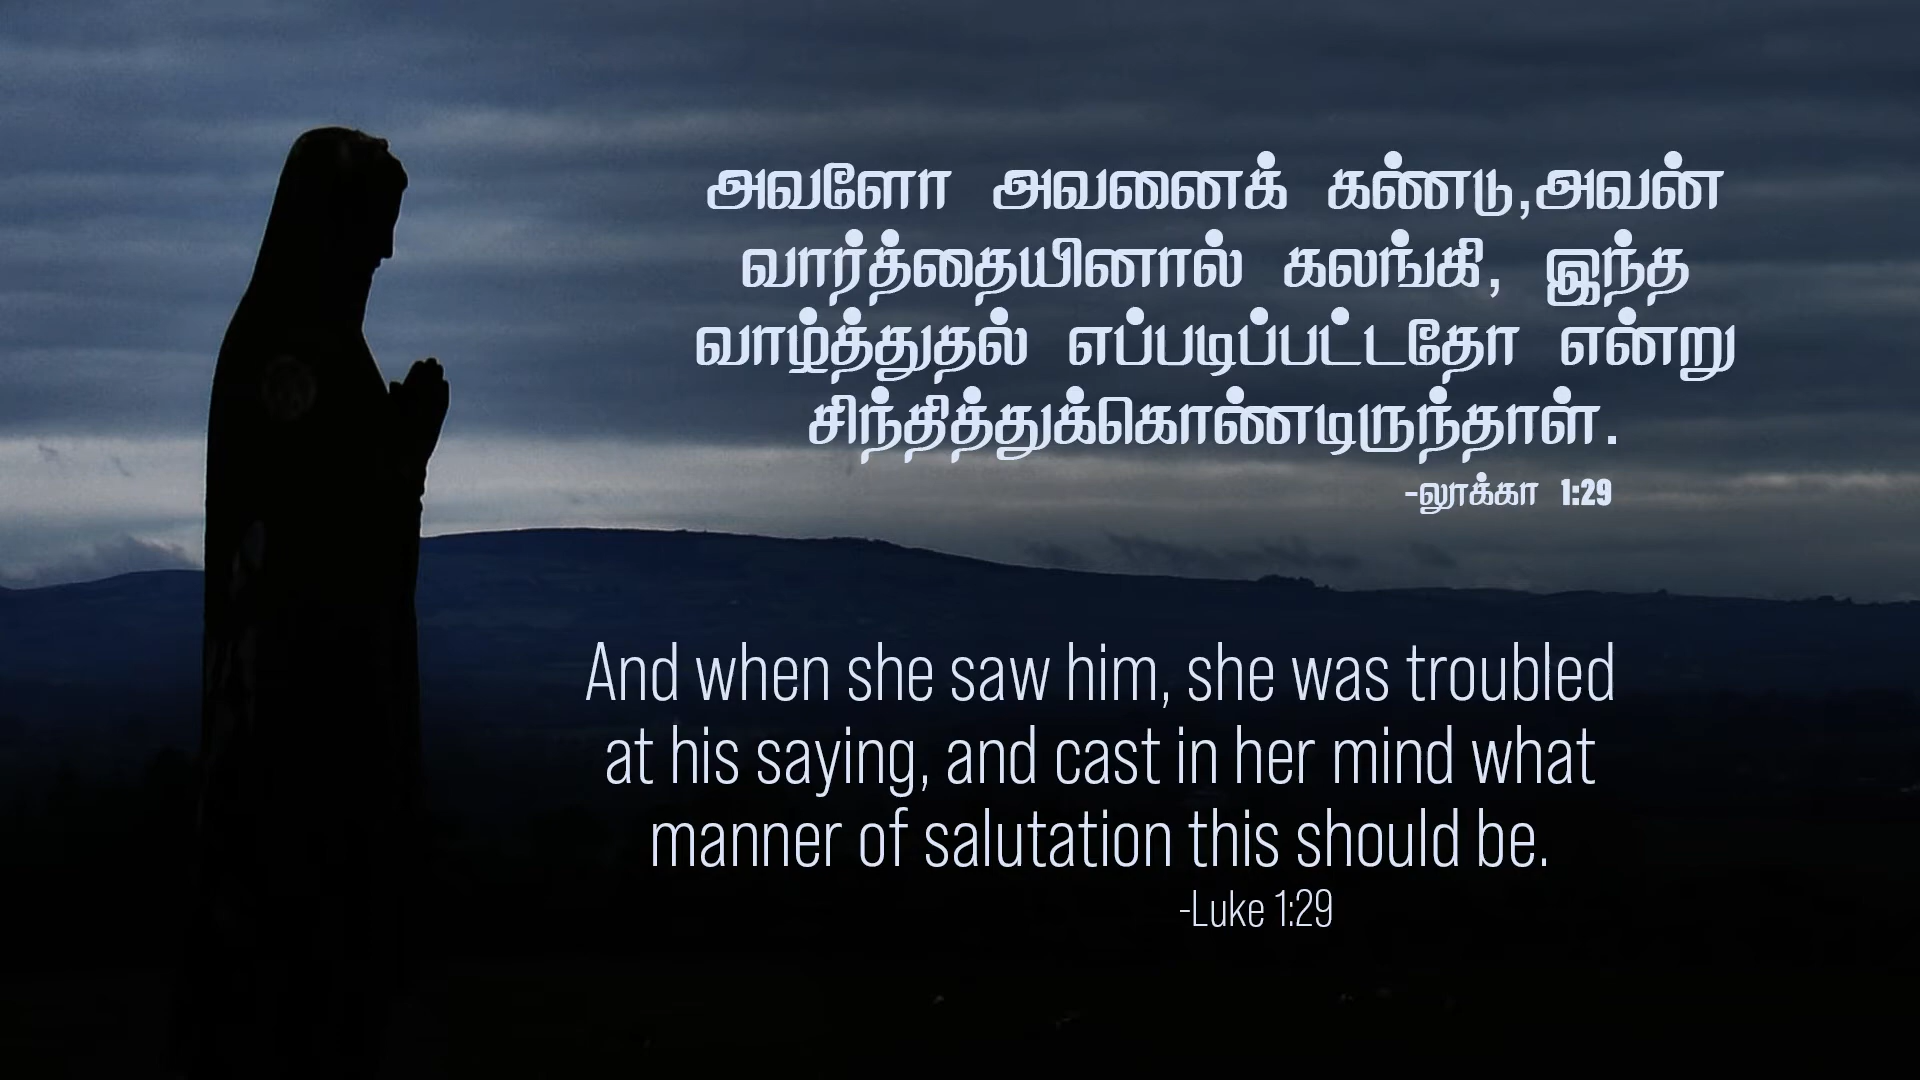 அவளோ அவனைக் கண்டு,அவன்
வார்த்தையினால் கலங்கி, இந்த
வாழ்த்துதல் எப்படிப்பட்டதோ என்று
சிந்தித்துக்கொண்டிருந்தாள்.
-லூக்கா 1:29
And when she saw him, she was troubled
at his saying, and cast in her mind what
manner of salutation this should be.
-Luke 1:29